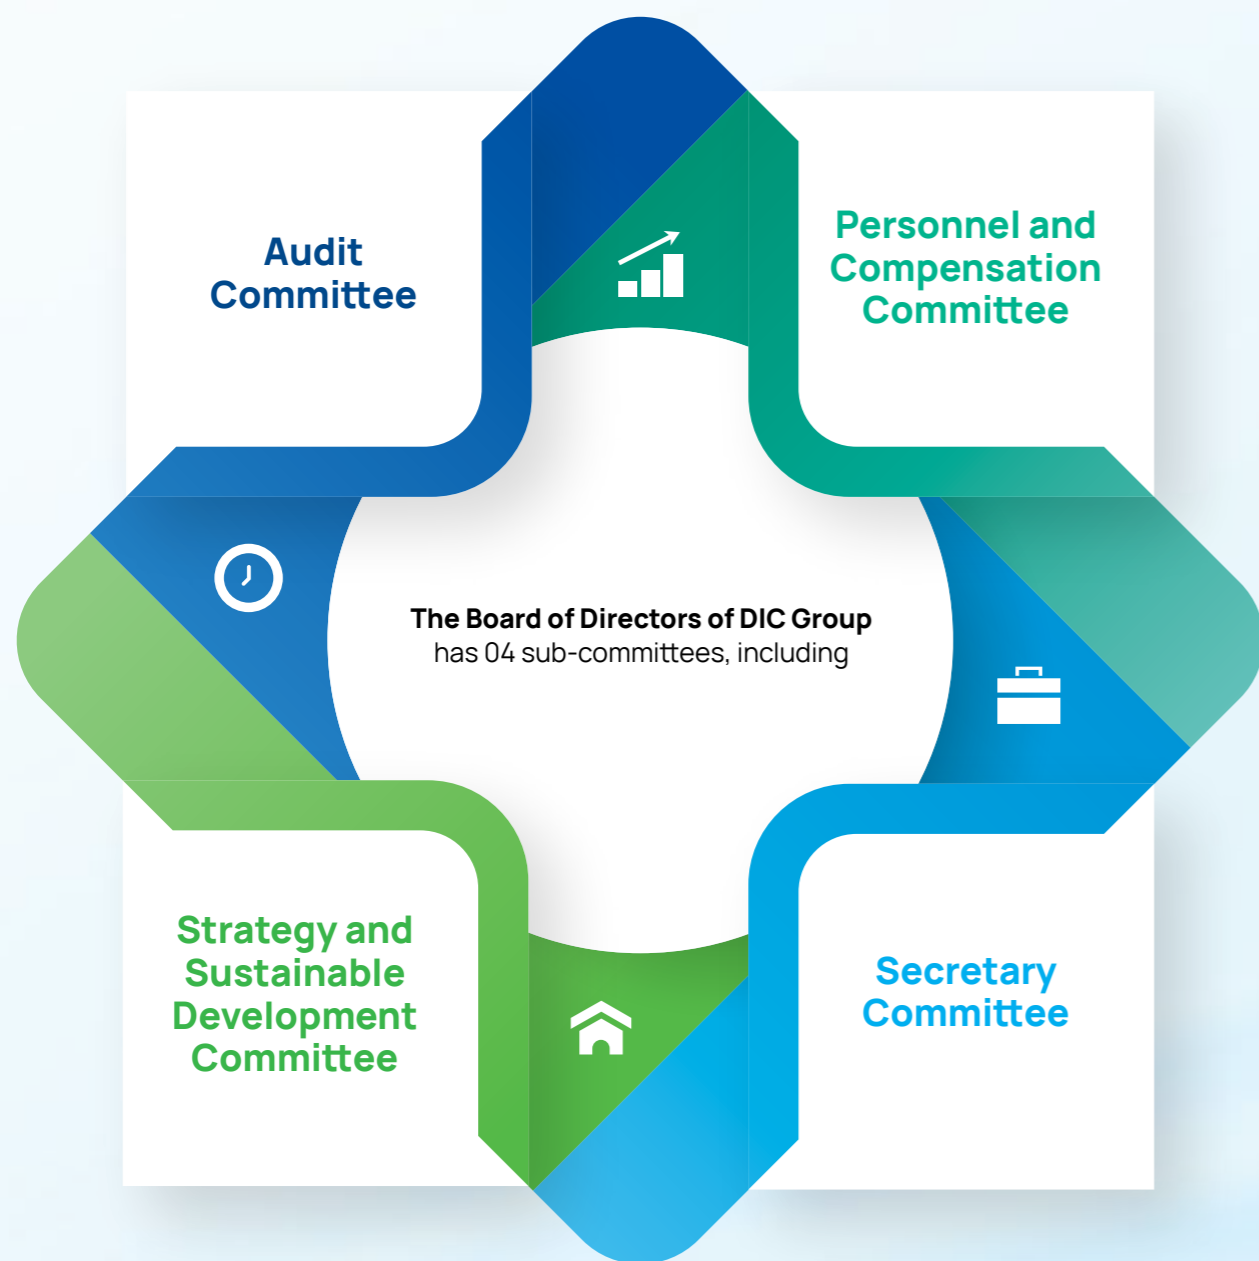 Audit
Committee
Personnel and
Compensation
Committee
The Board of Directors of DIC Group
has 04 sub-committees, including
Strategy and
Sustainable
Development
Committee
Secretary
Committee